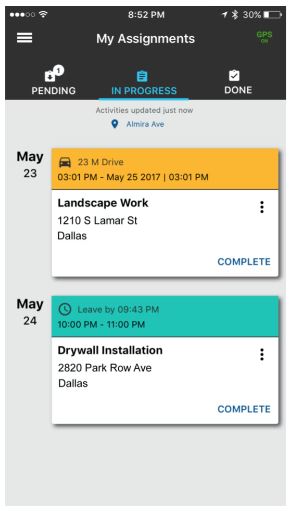 8:52 PM
30%
My Assignments
GPS
ON
1
PENDING
IN PROGRESS
DONE
Activities updated just now
Almira Ave
May
23
23 M Drive
03:01 PM - May 25 2017 | 03:01 PM
Landscape Work
1210 S Lamar St
Dallas
COMPLETE
May
24
Leave by 09:43 PM
10:00 PM - 11:00 PM
Drywall Installation
2820 Park Row Ave
Dallas
COMPLETE